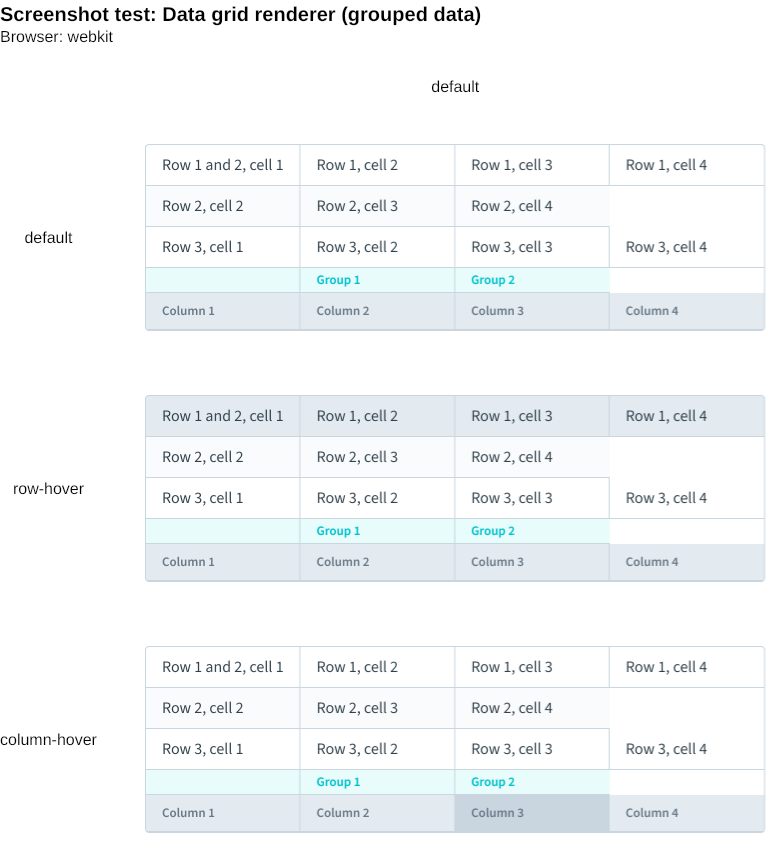 Screenshot test: Data grid renderer (grouped data)
Browser: webkit
default
Row 1 and 2, cell 1 Row 1, cell 2 Row 1, cell 3 Row 1, cell 4
Row 2, cell 2 Row 2, cell 3 Row 2, cell 4
default
Row 3, cell 1 Row 3, cell 2 Row 3, cell 3 Row 3, cell 4
Group 1 Group 2
Column 1 Column 2 Column 3 Column 4
Row 1 and 2, cell 1 Row 1, cell 2 Row 1, cell 3 Row 1, cell 4
Row 2, cell 2 Row 2, cell 3 Row 2, cell 4
row-hover
Row 3, cell 1 Row 3, cell 2 Row 3, cell 3 Row 3, cell 4
Group 1 Group 2
Column 1 Column 2 Column 3 Column 4
Row 1 and 2, cell 1 Row 1, cell 2 Row 1, cell 3 Row 1, cell 4
Row 2, cell 2 Row 2, cell 3 Row 2, cell 4
column-hover
Row 3, cell 1 Row 3, cell 2 Row 3, cell 3 Row 3, cell 4
Group 1 Group 2
Column 1 Column 2 Column 3 Column 4